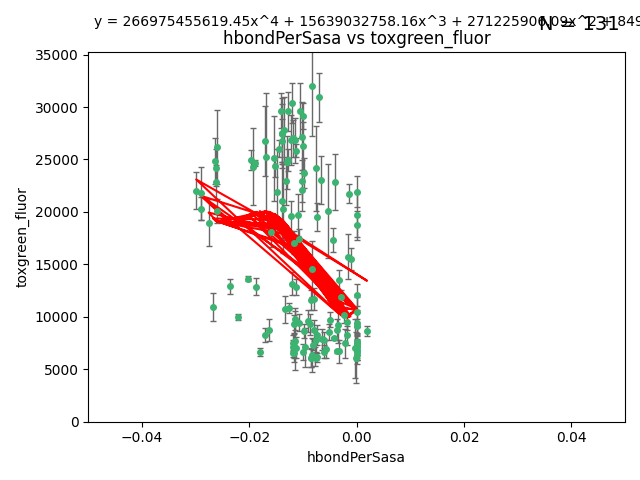 y = 266975455619.45x^4 + 15639032758.16x^3 +
N = 131
hbondPerSasa vs toxgreen_fluor
35000
30000
25000
20000
15000
10000
5000
0
toxgreen_fluor
−0.04 −0.02 0.00 0.02 0.04
hbondPerSasa